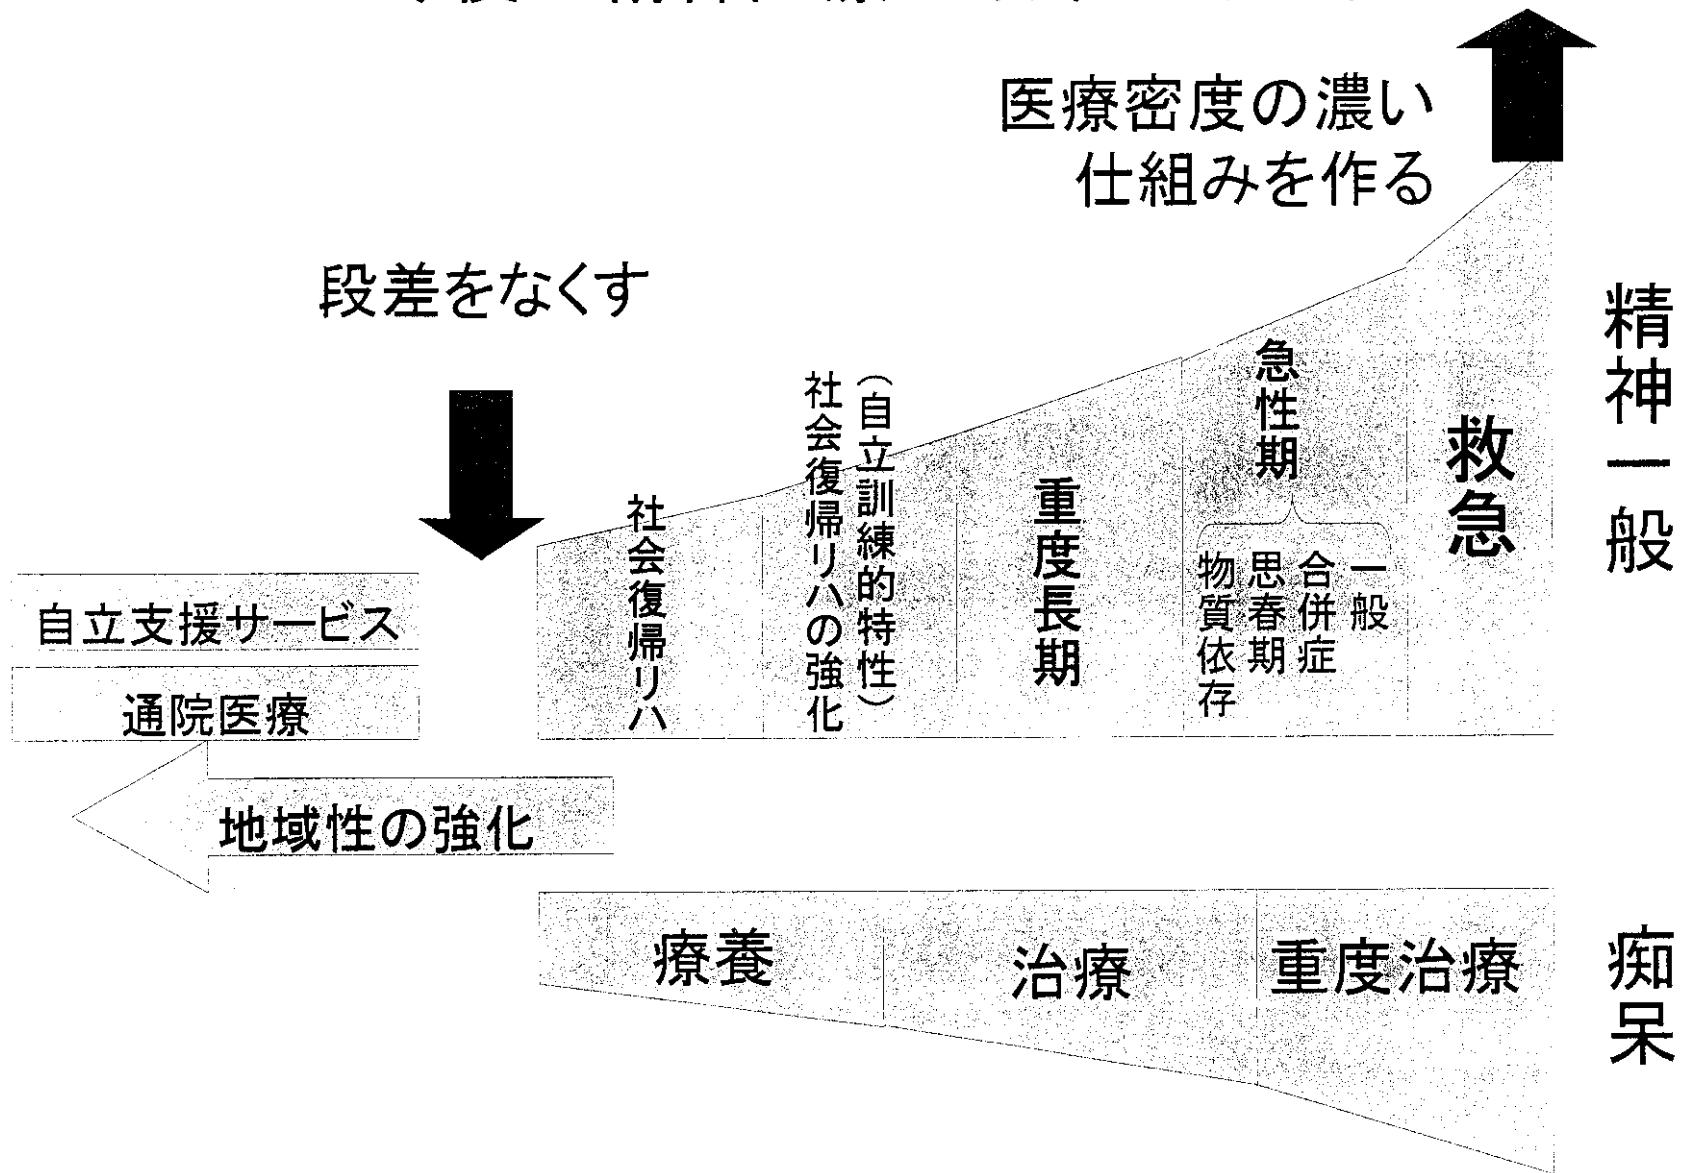 医療密度の濃い
仕組みを作る
段差をなくす
精神一般
救急
急性期
一般
合併症
思春期
物質依存
重度長期
(自立訓練的特性)
社会復帰リハの強化
社会復帰リハ
自立支援サービス
通院医療
地域性の強化
療養
治療
重度治療
痴呆